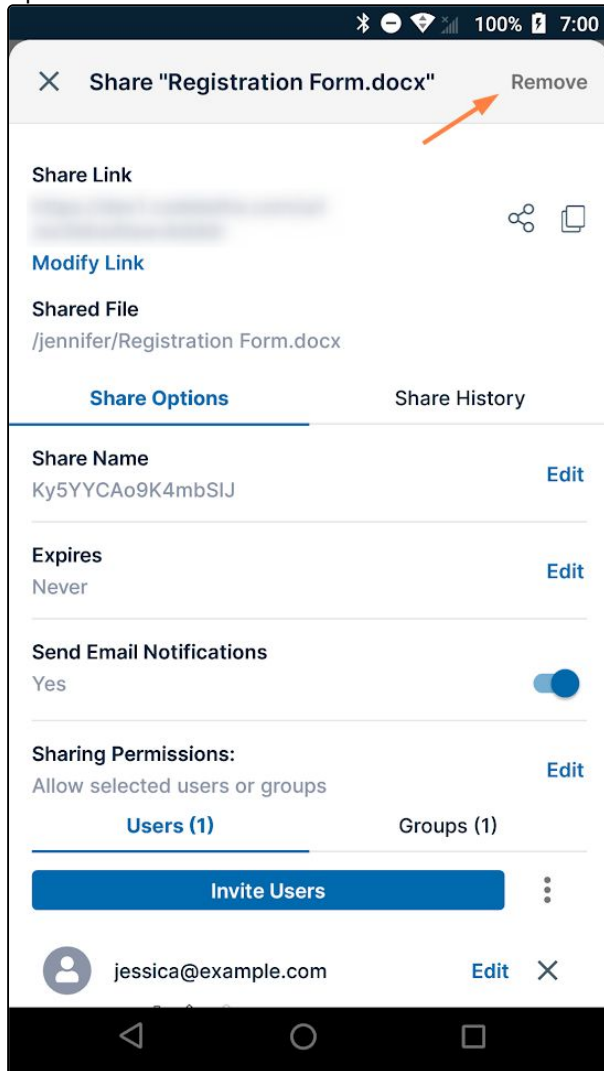 100% 7:00
Share "Registration Form.docx" Remove
Share Link
Modify Link
Shared File
/jennifer/Registration Form.docx
Share Options Share History
Share Name
Ky5YYCAo9K4mbSIJ Edit
Expires
Never Edit
Send Email Notifications
Yes
Sharing Permissions:
Allow selected users or groups Edit
Users (1) Groups (1)
Invite Users
jessica@example.com Edit